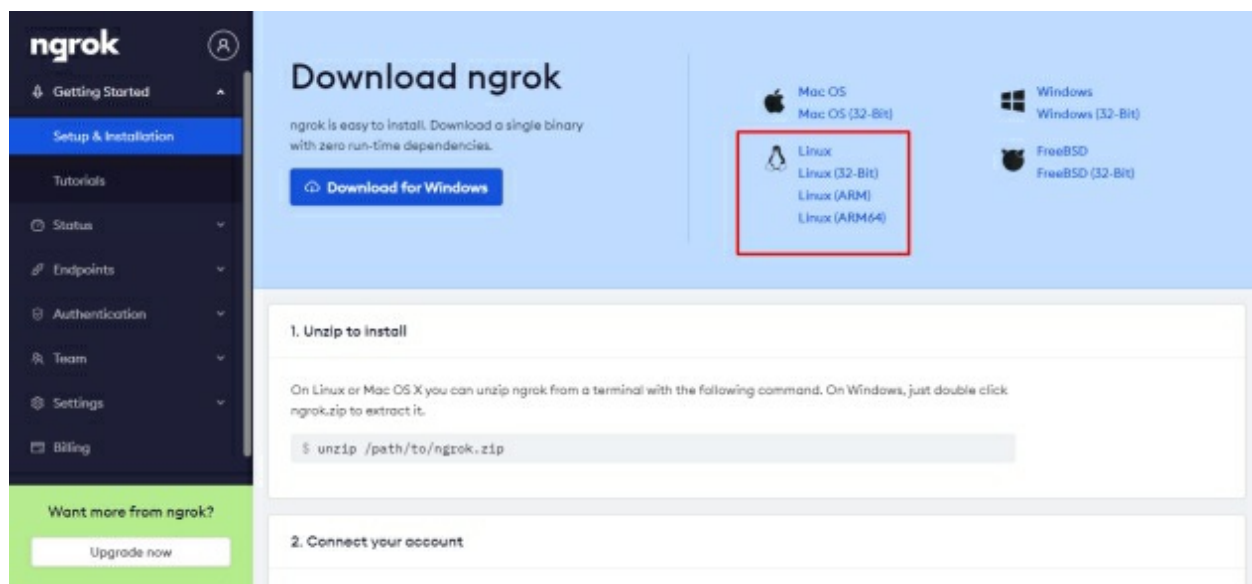 ngrok
Getting Started
Setup & Installation
Tutorials
Status
Endpoints
Authentication
Team
Settings
Billing
Want more from ngrok?
Upgrade now
Download ngrok
ngrok is easy to install. Download a single binary
with zero run-time dependencies.
Download for Windows
Mac OS
Mac OS (32-Bit)
Linux
Linux (32-Bit)
Linux (ARM)
Linux (ARM64)
Windows
Windows (32-Bit)
FreeBSD
FreeBSD (32-Bit)
1. Unzip to install
On Linux or Mac OS X you can unzip ngrok from a terminal with the following command. On Windows, just double click
ngrok.zip to extract it.
$ unzip /path/to/ngrok.zip
2. Connect your account